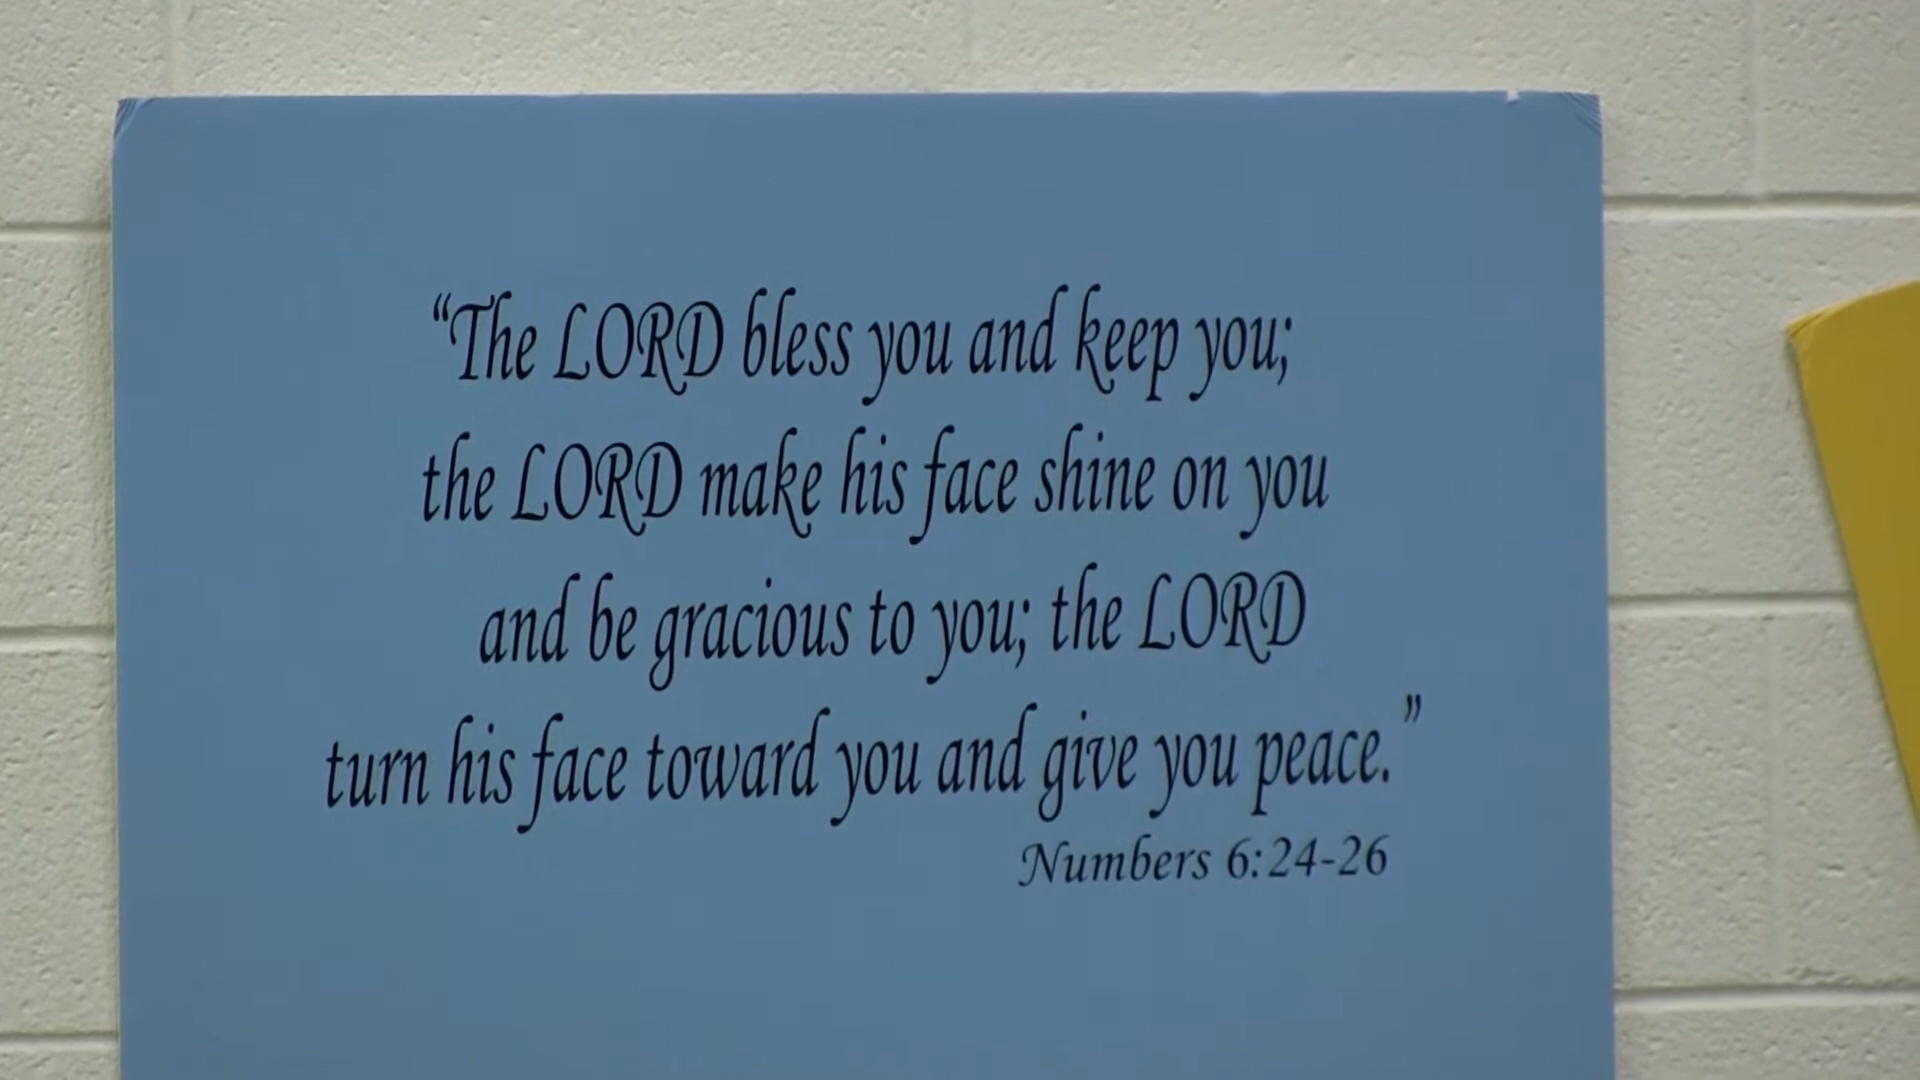 “The LORD bless you and keep you;
the LORD make his face shine on you
and be gracious to you; the LORD
turn his face toward you and give you peace.”
Numbers 6:24-26